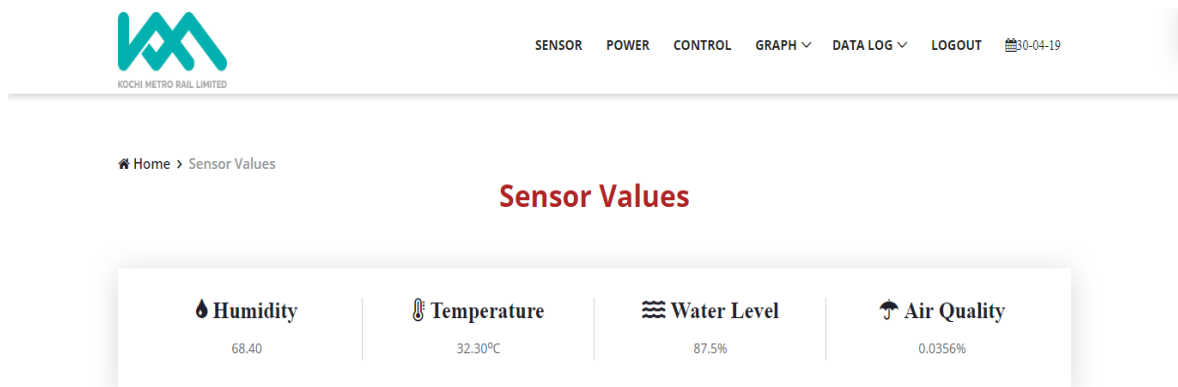 SENSOR POWER CONTROL GRAPH DATA LOG LOGOUT 30-04-19
KOCHI METRO RAIL LIMITED
Home > Sensor Values
Sensor Values
Humidity Temperature Water Level Air Quality
68.40 32.30⁰C 87.5% 0.0356%